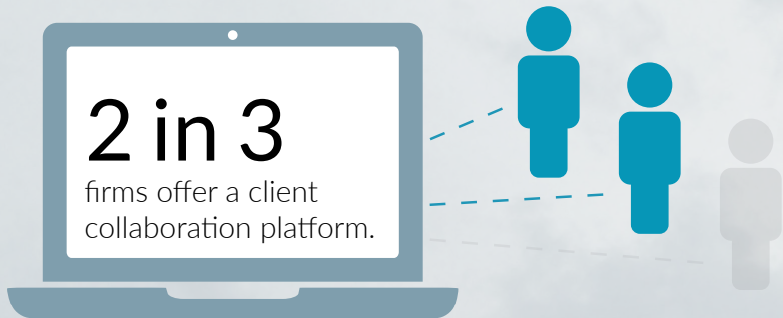 2 in 3
firms offer a client
collaboration platform.